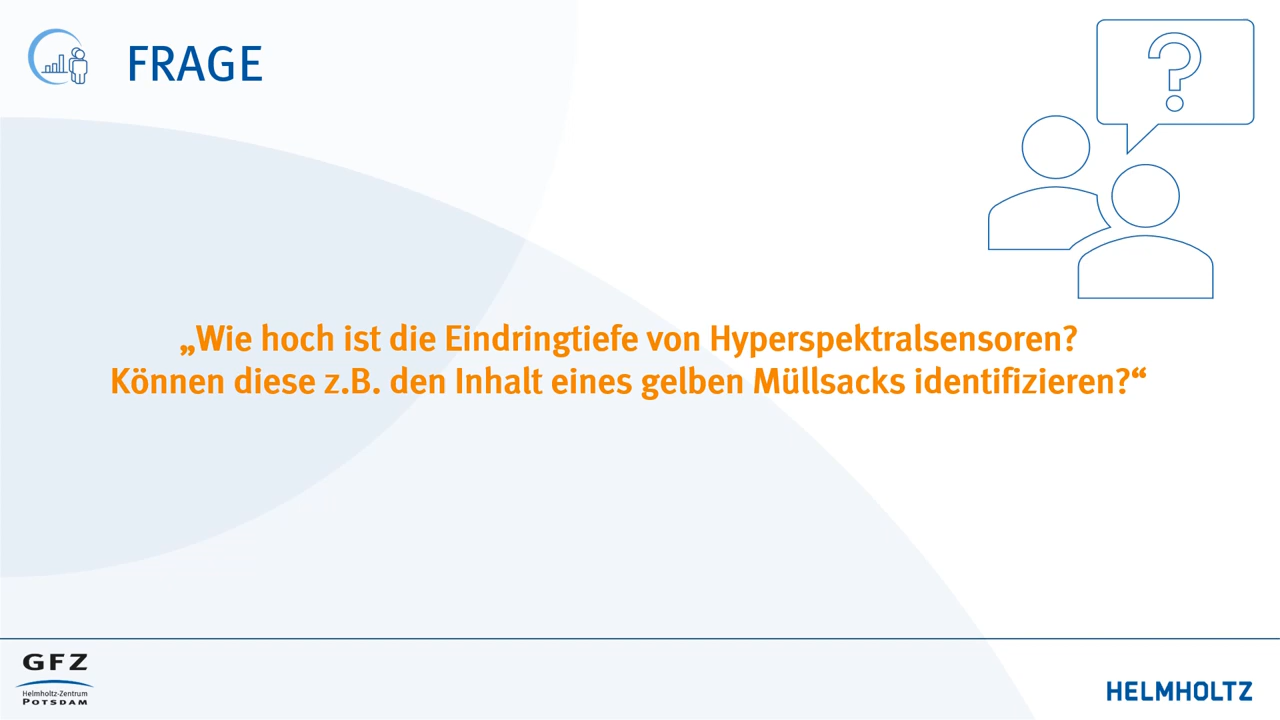 FRAGE
?
„Wie hoch ist die Eindringtiefe von Hyperspektralsensoren?
Können diese z.B. den Inhalt eines gelben Müllsacks identifizieren?“
GFZ
Helmholtz-Zentrum
POTSDAM
HELMHOLTZ